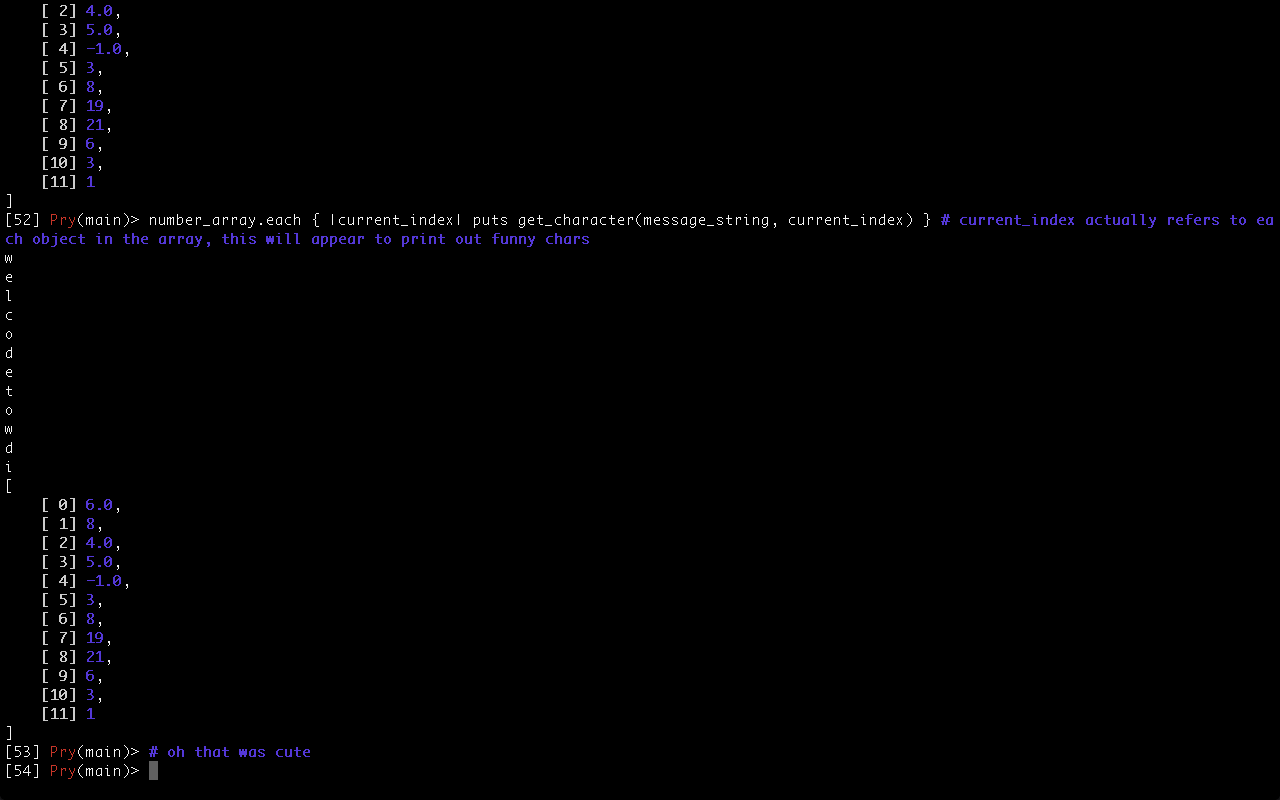 [ 2] 4.0,
    [ 3] 5.0,
    [ 4] -1.0,
    [ 5] 3,
    [ 6] 8,
    [ 7] 19,
    [ 8] 21,
    [ 9] 6,
    [10] 3,
    [11] 1
]
[52] Pry(main)> number_array.each { |current_index| puts get_character(message_string, current_index) } # current_index actually refers to ea
ch object in the array, this will appear to print out funny chars
w
e
l
c
o
d
e
t
o
w
d
i
[
    [ 0] 6.0,
    [ 1] 8,
    [ 2] 4.0,
    [ 3] 5.0,
    [ 4] -1.0,
    [ 5] 3,
    [ 6] 8,
    [ 7] 19,
    [ 8] 21,
    [ 9] 6,
    [10] 3,
    [11] 1
]
[53] Pry(main)> # oh that was cute
[54] Pry(main)>